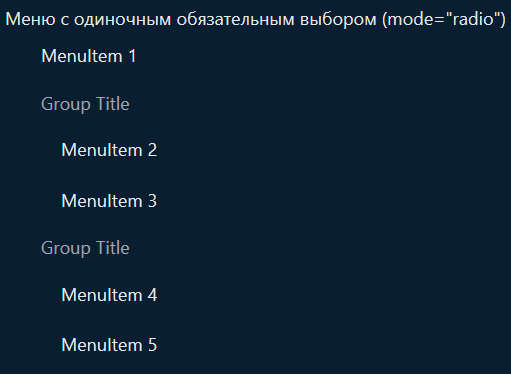 Меню с одиночным обязательным выбором (mode="radio")
MenuItem 1
Group Title
MenuItem 2
MenuItem 3
Group Title
MenuItem 4
MenuItem 5